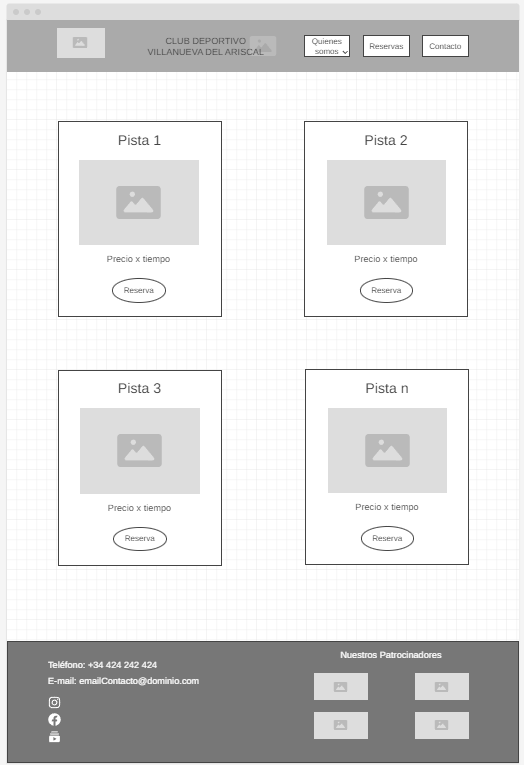 CLUB DEPORTIVO
VILLANUEVA DEL ARISCAL
Quienes
somos
Reservas
Contacto
Pista 1
Precio x tiempo
Reserva
Pista 2
Precio x tiempo
Reserva
Pista 3
Precio x tiempo
Reserva
Pista n
Precio x tiempo
Reserva
Teléfono: +34 424 242 424
E-mail: emailContacto@dominio.com
Nuestros Patrocinadores